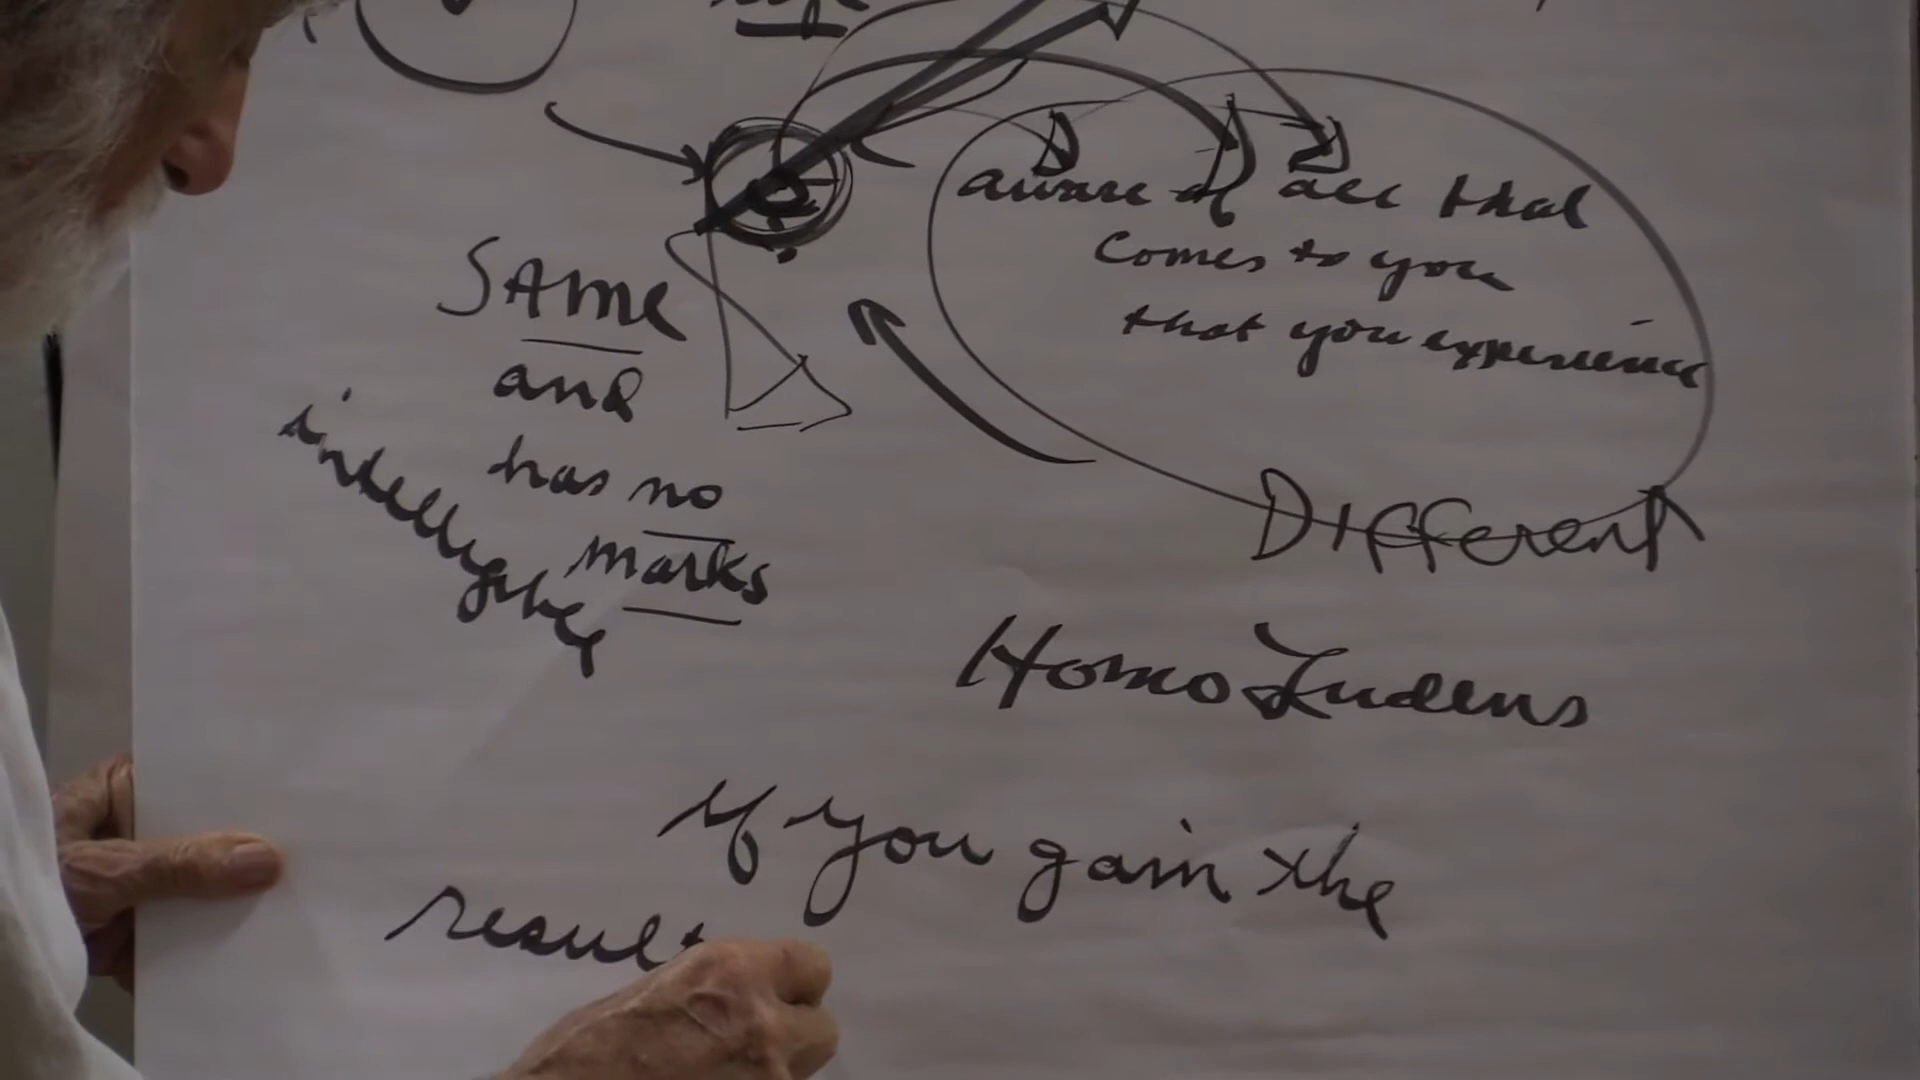 aware of all that
comes to you
that you experience
SAME
and
has no
marks
Different
Homo Ludens
If you gain the
result